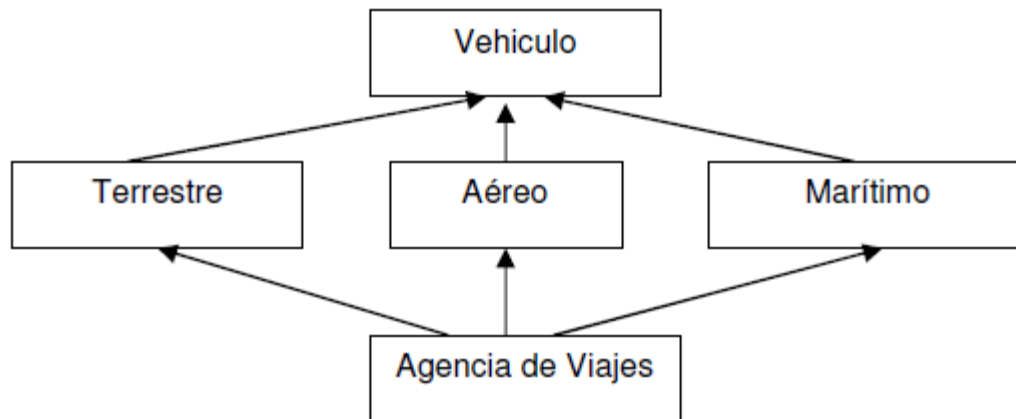 Vehiculo
Terrestre
Aéreo
Marítimo
Agencia de Viajes